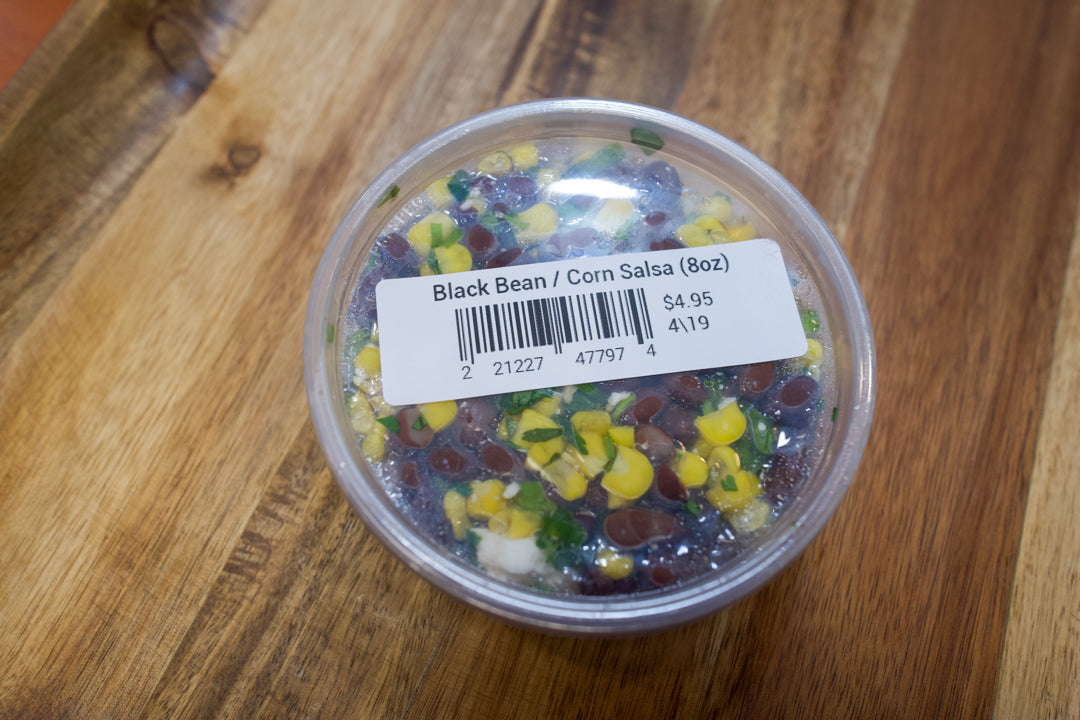 Black Bean / Corn Salsa (8oz)
$4.95
4\19
2 21227 47797 4